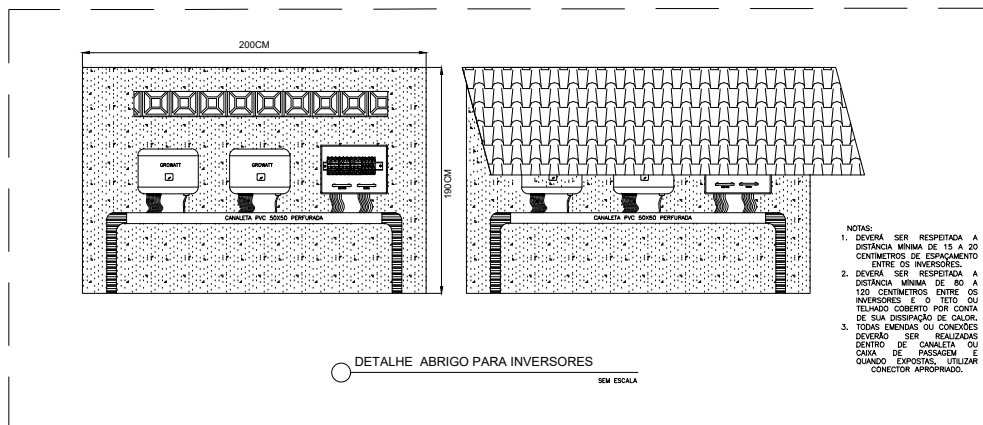 200CM
190CM
GROWATT
GROWATT
CANALETA PVC 50X50 PERFURADA
CANALETA PVC 50X50 PERFURADA
NOTAS:
1. DEVERÁ SER RESPEITADA A
DISTÂNCIA MÍNIMA DE 15 A 20
CENTÍMETROS DE ESPAÇAMENTO
ENTRE OS INVERSORES.
2. DEVERÁ SER RESPEITADA A
DISTÂNCIA MÍNIMA DE 80 A
120 CENTÍMETROS ENTRE OS
INVERSORES E O TETO OU
TELHADO COBERTO POR CONTA
DE SUA DISSIPAÇÃO DE CALOR.
3. TODAS EMENDAS OU CONEXÕES
DEVERÃO SER REALIZADAS
DENTRO DE CANALETA OU
CAIXA DE PASSAGEM E
QUANDO EXPOSTAS, UTILIZAR
CONECTOR APROPRIADO.
DETALHE ABRIGO PARA INVERSORES
SEM ESCALA